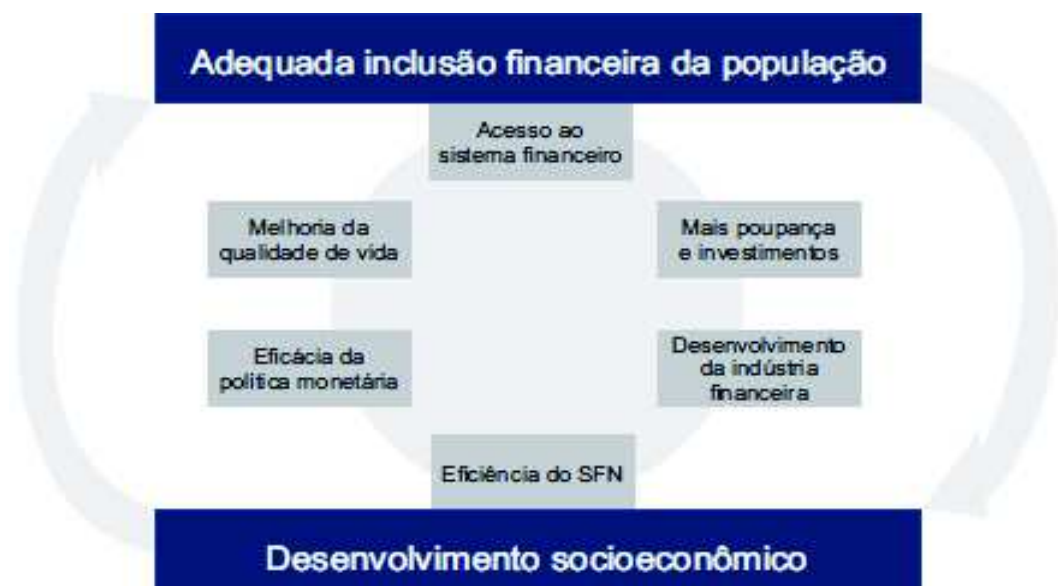 Adequada inclusão financeira da população
Acesso ao
sistema financeiro
Melhoria da
qualidade de vida
Mais poupança
e investimentos
Eficácia da
política monetária
Desenvolvimento
da indústria
financeira
Eficiência do SFN
Desenvolvimento socioeconômico